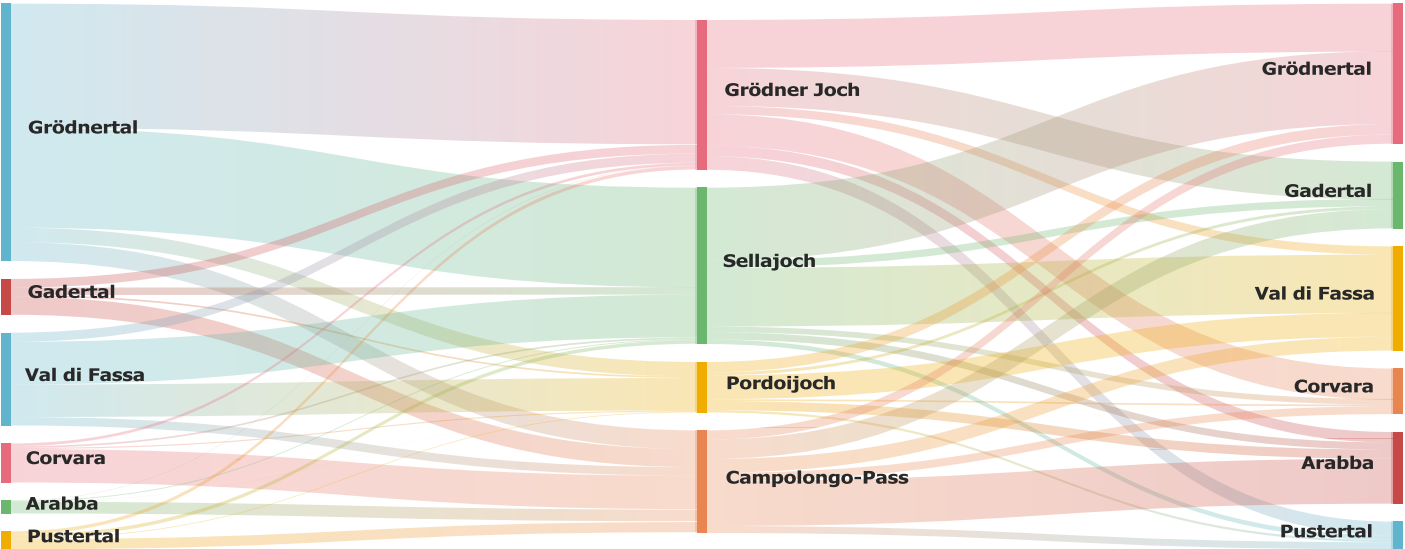 Grödnertal
Gadertal
Val di Fassa
Corvara
Arabba
Pustertal
Grödner Joch
Sellajoch
Pordoijoch
Campolongo-Pass
Grödnertal
Gadertal
Val di Fassa
Corvara
Arabba
Pustertal